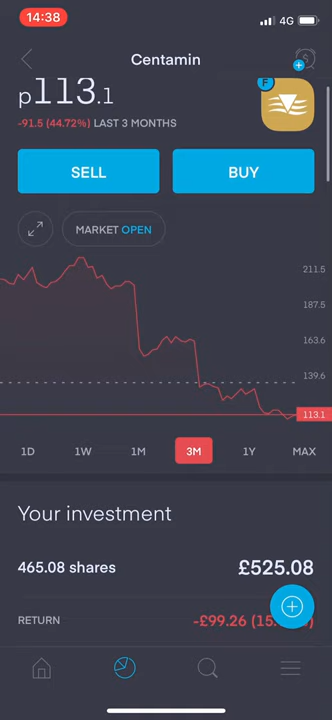 14:38
4G
Centamin
p113.1
F
-91.5 (44.72%) LAST 3 MONTHS
SELL
BUY
MARKET OPEN
211.5
187.5
163.6
139.6
113.1
1D
1W
1M
3M
1Y
MAX
Your investment
465.08 shares
£525.08
RETURN
-£99.26